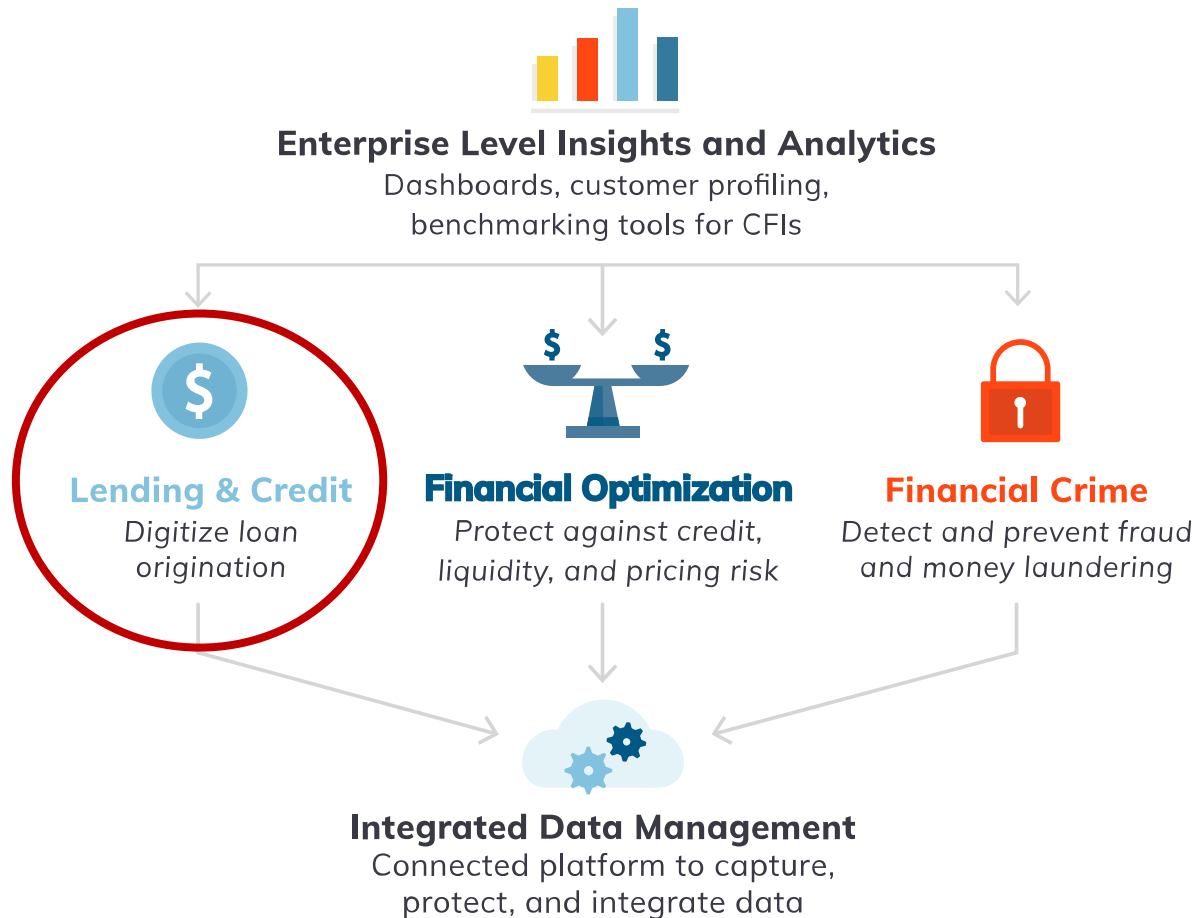 Enterprise Level Insights and Analytics
Dashboards, customer profiling,
benchmarking tools for CFIs
$
$ $
Lending & Credit
Digitize loan
origination
Financial Optimization
Protect against credit,
liquidity, and pricing risk
Financial Crime
Detect and prevent fraud
and money laundering
Integrated Data Management
Connected platform to capture,
protect, and integrate data